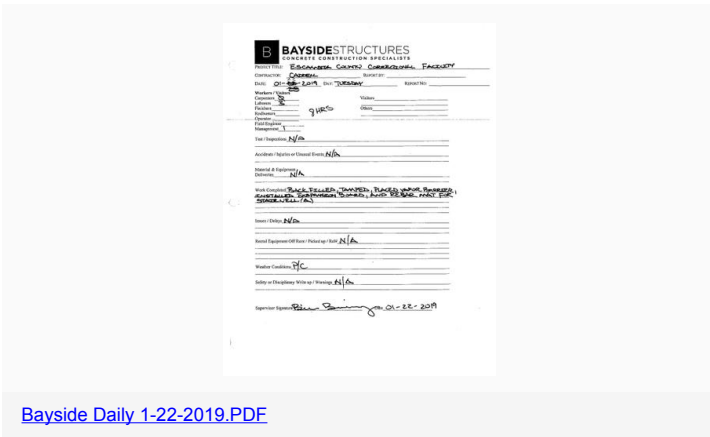 B BAYSIDESTRUCTURES
CONCRETE CONSTRUCTION SPECIALISTS
PROJECT TITLE: ESCAMBIA COUNTY CORRECTIONAL FACILITY
CONTRACTOR: CADDELL REPORT BY:
DATE: 01-22-2019 DAY: TUESDAY REPORT NO:
Workers / Visitors
Carpenters Visitors
Laborers
Finishers 8 HRS Others
Rodbusters
Operator
Field Engineer
Management 1
Test / Inspections N/A
Accidents / Injuries or Unusual Events N/A
Material & Equipment
Deliveries N/A
Work Completed BACK FILLED, TAMPED, PLACED VAPOR BARRIER,
INSTALLED EXPANSION BOARD, AND REBAR MAT FOR
STAIRWELL (A)
Issues / Delays N/A
Rental Equipment Off Rent / Picked up / Sold N/A
Weather Conditions P/C
Safety or Disciplinary Write up / Warnings N/A
Supervisor Signature 01-22-2019
Bayside Daily 1-22-2019.PDF